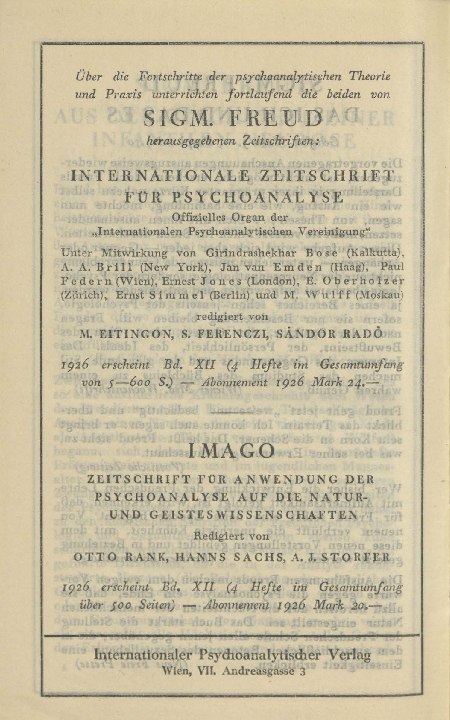 Über die Fortschritte der psychoanalytischen Theorie
und Praxis unterrichten fortlaufend die beiden von
SIGM. FREUD
herausgegebenen Zeitschriften:
INTERNATIONALE ZEITSCHRIFT
FÜR PSYCHOANALYSE
Offizielles Organ der
„Internationalen Psychoanalytischen Vereinigung“
Unter Mitwirkung von Girindrashekhar Bose (Kalkutta),
A. A. Brill (New York), Jan van Emden (Haag), Paul
Federn (Wien), Ernest Jones (London), E. Oberholzer
(Zürich), Ernst Simmel (Berlin) und M. Wulff (Moskau)
redigiert von
M. EITINGON, S. FERENCZI, SÁNDOR RADÓ
1926 erscheint Bd. XII (4 Hefte im Gesamtumfang
von 5—600 S.) — Abonnement 1926 Mark 24.—
IMAGO
ZEITSCHRIFT FÜR ANWENDUNG DER
PSYCHOANALYSE AUF DIE NATUR-
UND GEISTESWISSENSCHAFTEN
Redigiert von
OTTO RANK, HANNS SACHS, A. J. STORFER
1926 erscheint Bd. XII (4 Hefte im Gesamtumfang
über 500 Seiten) — Abonnement 1926 Mark 20.—
Internationaler Psychoanalytischer Verlag
Wien, VII. Andreasgasse 3